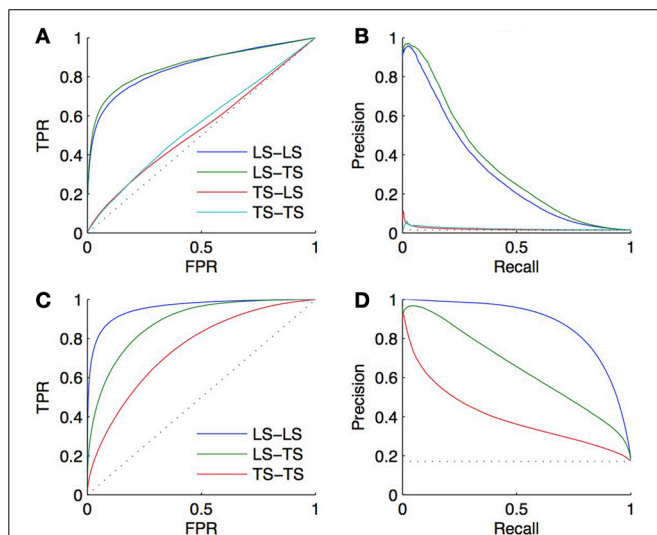 A
TPR
1
0.8
0.6
0.4
0.2
0
0
0.5
1
FPR
LS–LS
LS–TS
TS–LS
TS–TS
B
Precision
1
0.8
0.6
0.4
0.2
0
0
0.5
1
Recall
C
TPR
1
0.8
0.6
0.4
0.2
0
0
0.5
1
FPR
LS–LS
LS–TS
TS–TS
D
Precision
1
0.8
0.6
0.4
0.2
0
0
0.5
1
Recall